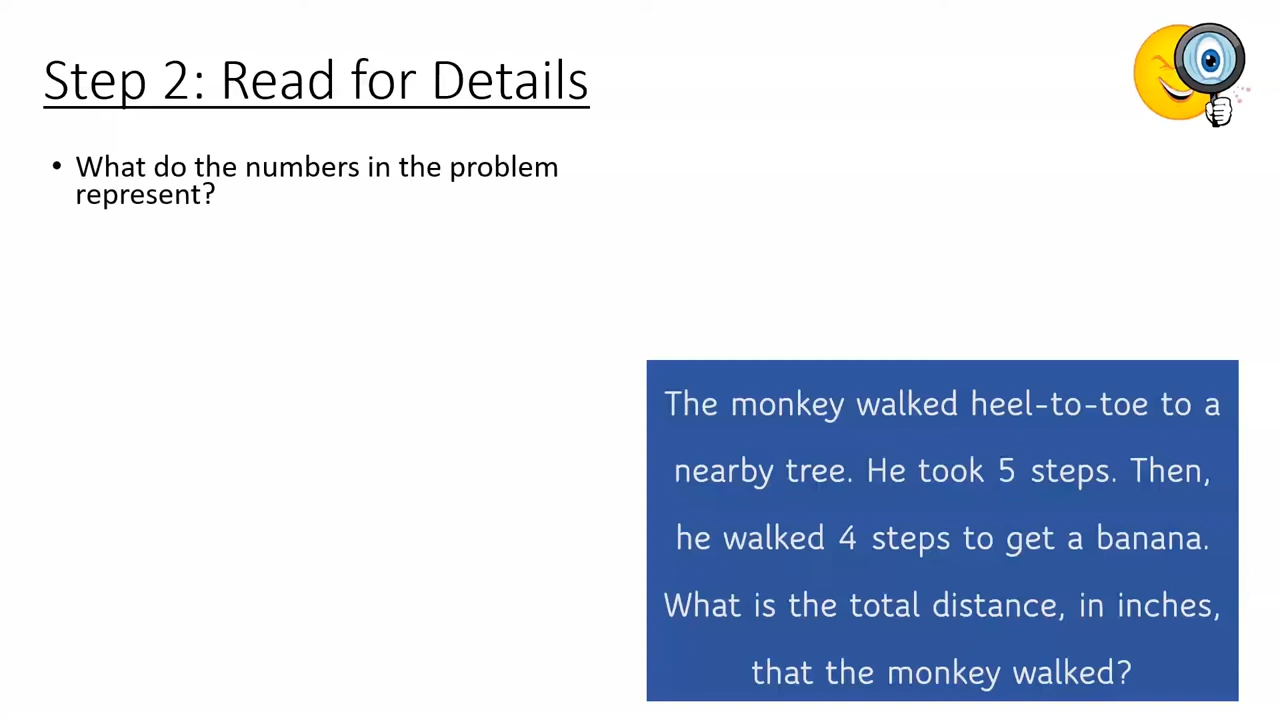 Step 2: Read for Details
• What do the numbers in the problem
represent?
The monkey walked heel-to-toe to a
nearby tree. He took 5 steps. Then,
he walked 4 steps to get a banana.
What is the total distance, in inches,
that the monkey walked?